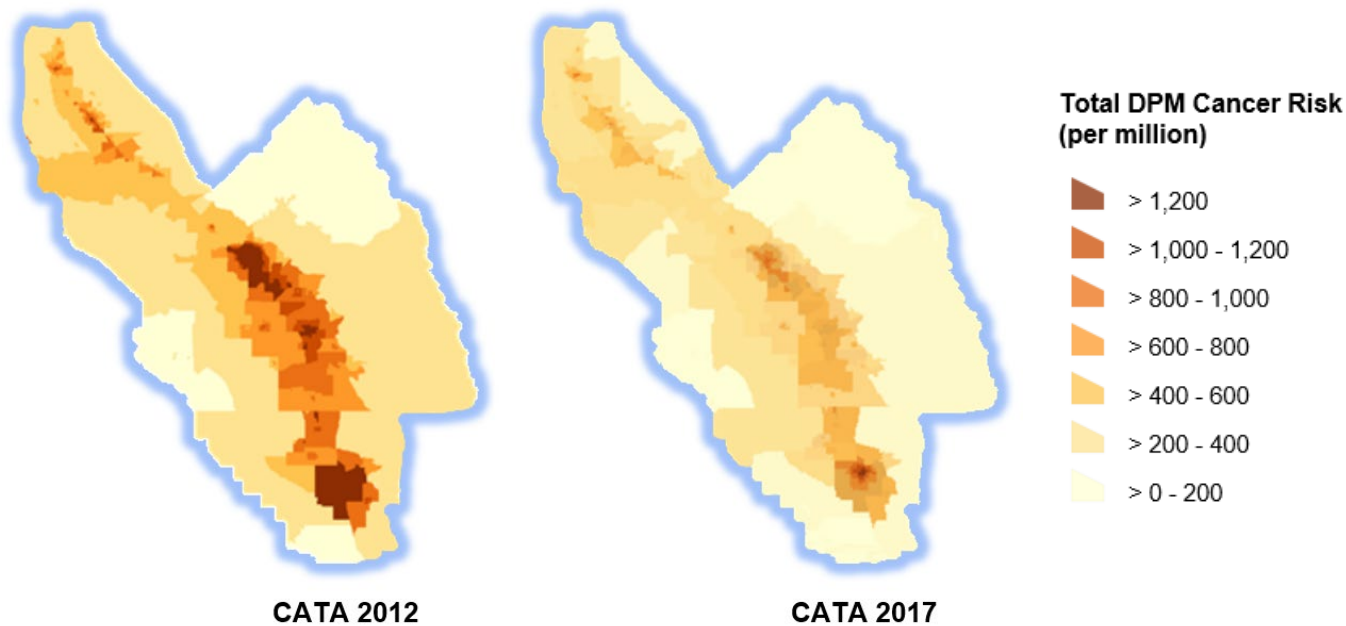 Total DPM Cancer Risk
(per million)
> 1,200
> 1,000 - 1,200
> 800 - 1,000
> 600 - 800
> 400 - 600
> 200 - 400
> 0 - 200
CATA 2012
CATA 2017